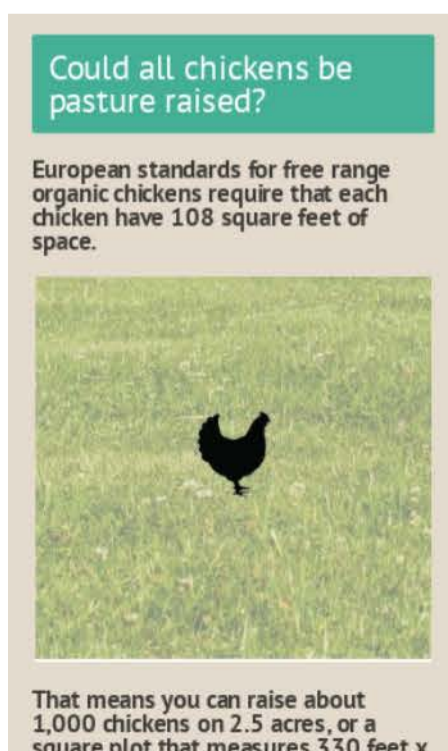 Could all chickens be
pasture raised?
European standards for free range
organic chickens require that each
chicken have 108 square feet of
space.
That means you can raise about
1,000 chickens on 2.5 acres, or a
square plot that measures 330 feet x